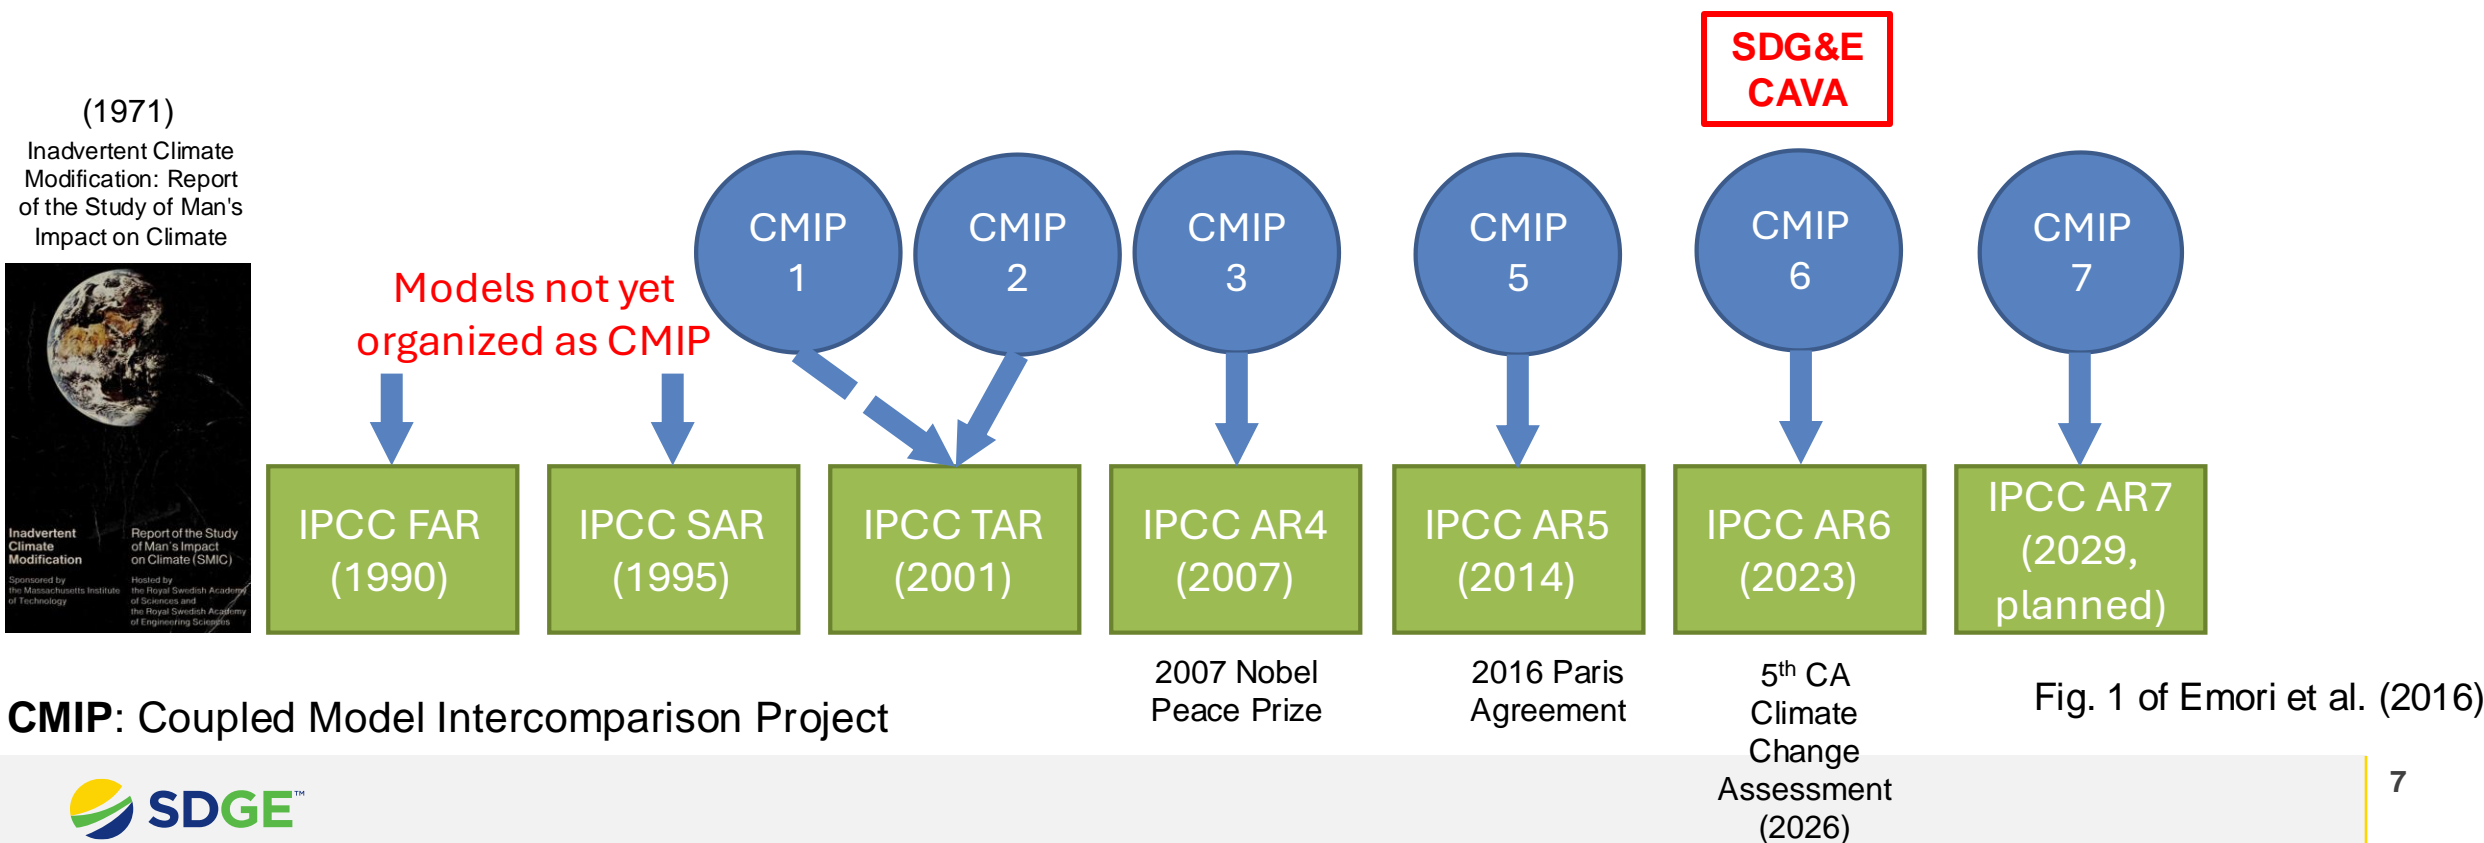 SDG&E
CAVA
(1971)
Inadvertent Climate
Modification: Report
of the Study of Man's
Impact on Climate
Models not yet
organized as CMIP
CMIP
1
CMIP
2
CMIP
3
CMIP
5
CMIP
6
CMIP
7
Inadvertent
Climate
Modification
Sponsored by
the Massachusetts Institute
of Technology
Report of the Study
of Man's Impact
on Climate (SMIC)
Hosted by
the Royal Swedish Academy
of Sciences and
the Royal Swedish Academy
of Engineering Sciences
IPCC FAR
(1990)
IPCC SAR
(1995)
IPCC TAR
(2001)
IPCC AR4
(2007)
IPCC AR5
(2014)
IPCC AR6
(2023)
IPCC AR7
(2029,
planned)
2007 Nobel
Peace Prize
2016 Paris
Agreement
5th CA
Climate
Change
Assessment
(2026)
Fig. 1 of Emori et al. (2016)
CMIP: Coupled Model Intercomparison Project
SDGE™
7